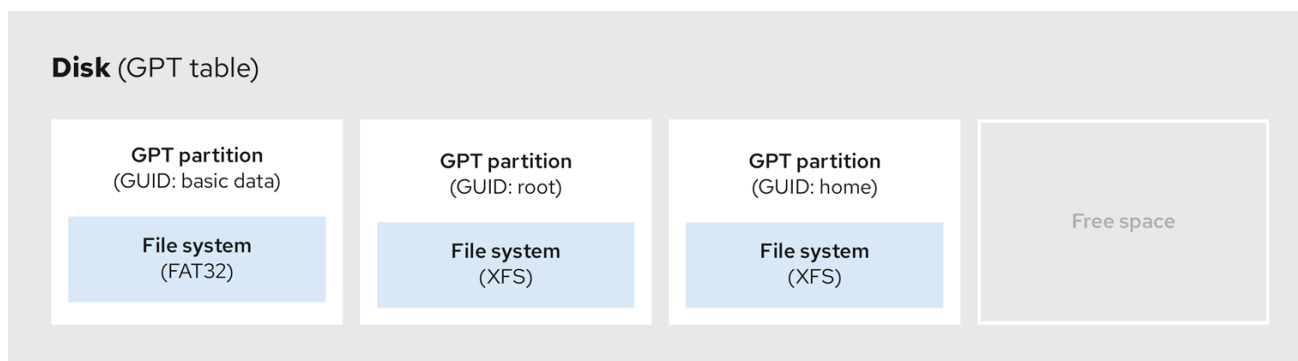 Disk (GPT table)
GPT partition
(GUID: basic data)
File system
(FAT32)
GPT partition
(GUID: root)
File system
(XFS)
GPT partition
(GUID: home)
File system
(XFS)
Free space